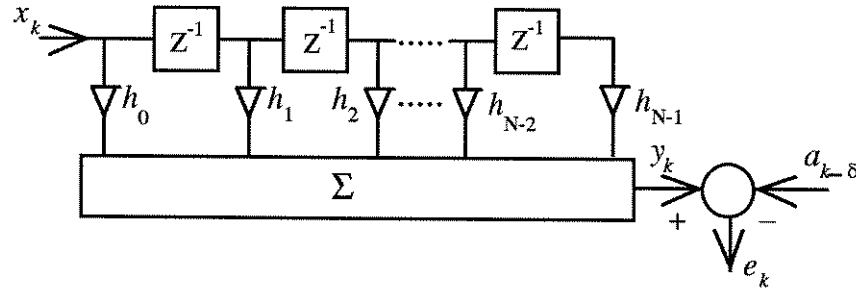 x_k
Z^-1 Z^-1 ..... Z^-1
h_0 h_1 h_2 ..... h_N-2 h_N-1
Σ y_k a_k-δ
+ −
e_k